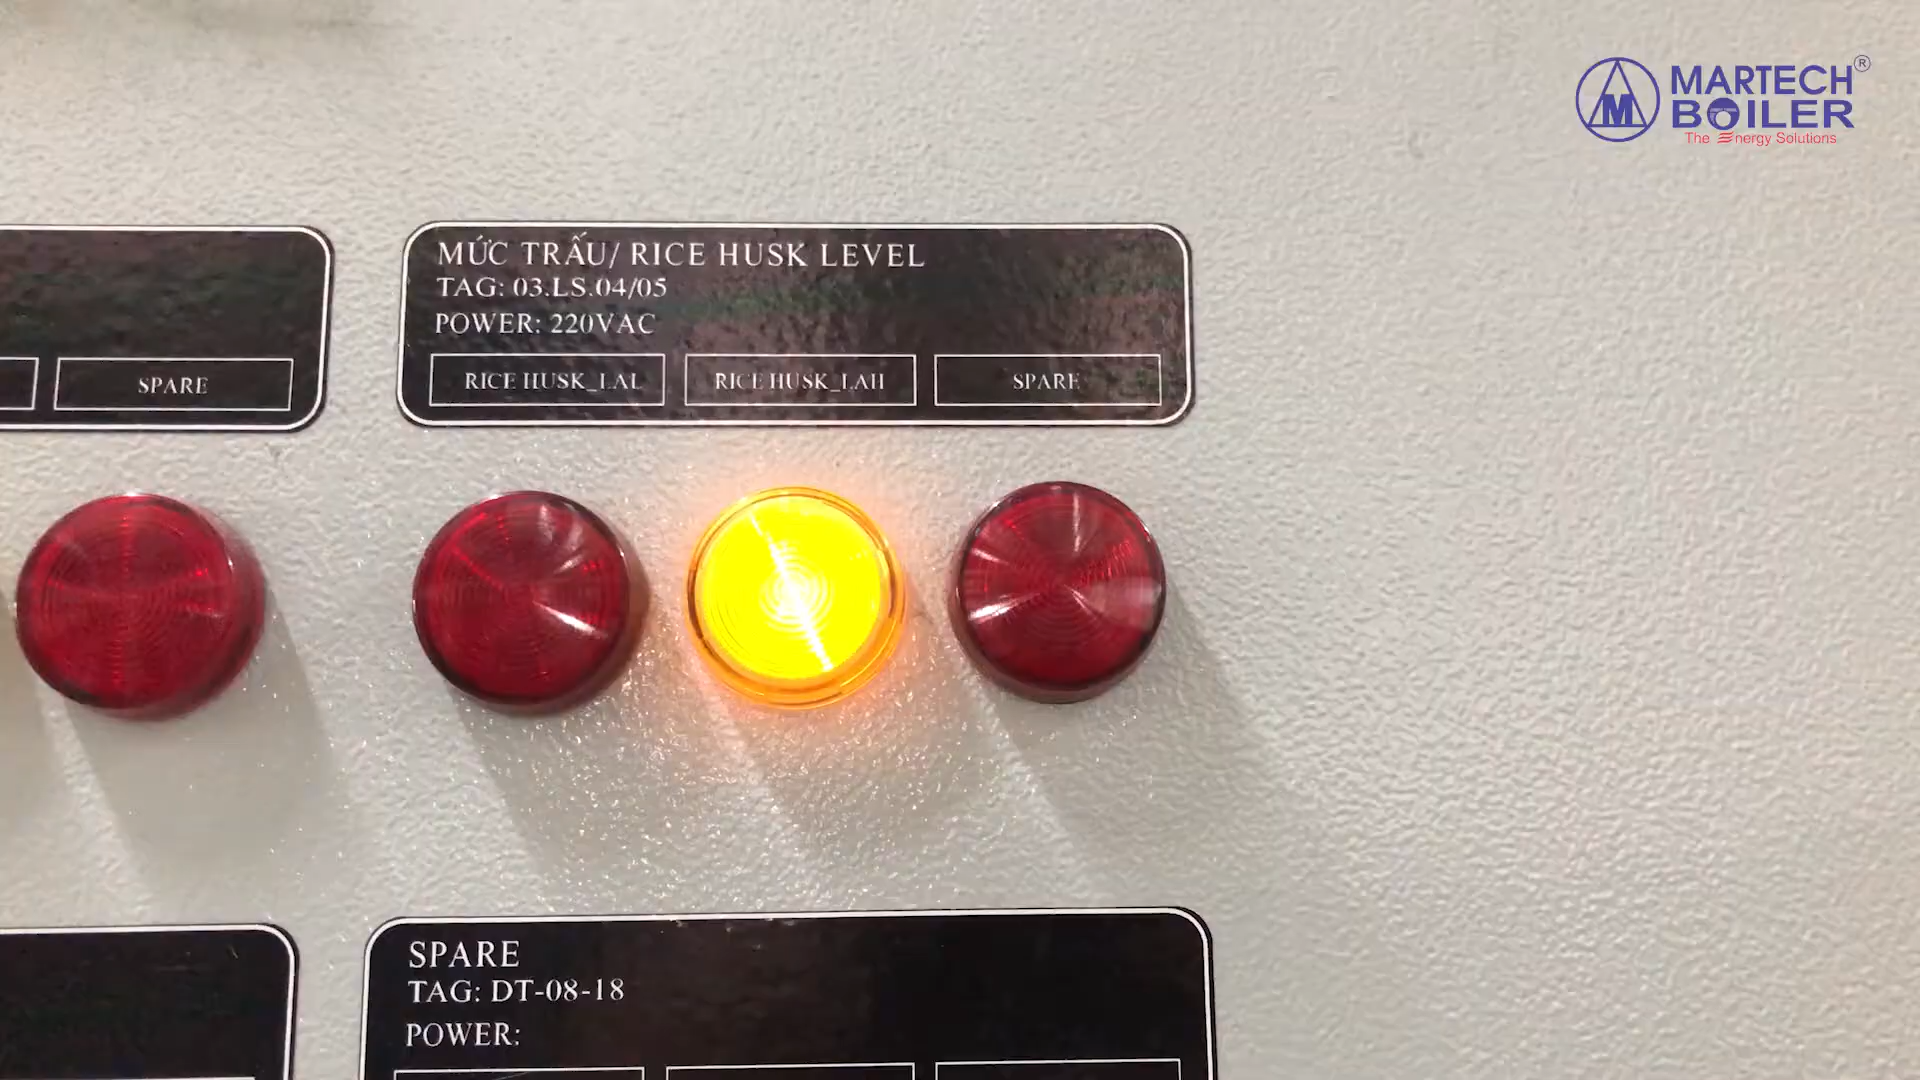 MARTECH®
BOILER
The Energy Solutions
MỨC TRẤU/ RICE HUSK LEVEL
TAG: 03.LS.04/05
POWER: 220VAC
SPARE
RICE HUSK_LAL
RICE HUSK_LAH
SPARE
SPARE
TAG: DT-08-18
POWER: